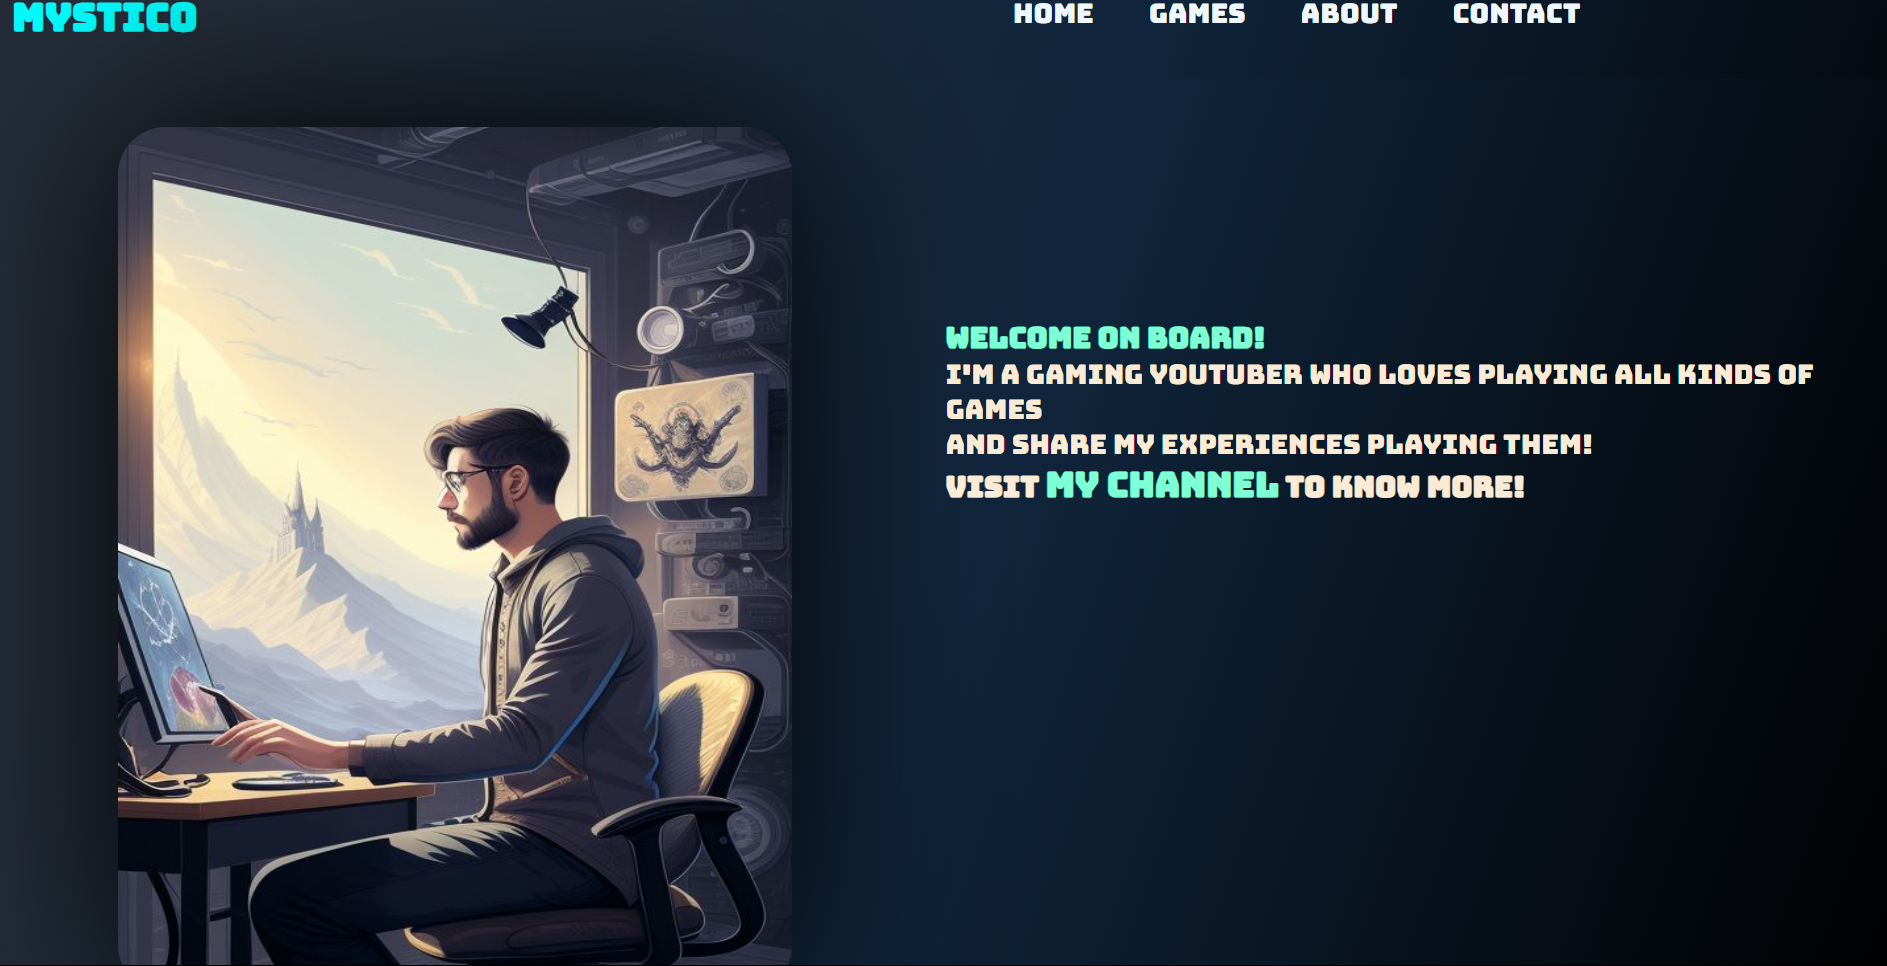 MYSTICO
HOME GAMES ABOUT CONTACT
WELCOME ON BOARD!
I'M A GAMING YOUTUBER WHO LOVES PLAYING ALL KINDS OF
GAMES
AND SHARE MY EXPERIENCES PLAYING THEM!
VISIT MY CHANNEL TO KNOW MORE!